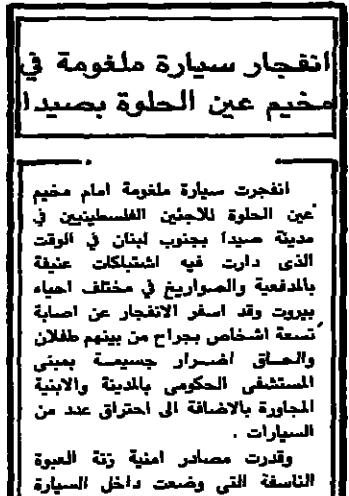 انفجار سيارة ملغومة في
مخيم عين الحلوة بصيدا
انفجرت سيارة ملغومة امام مخيم
عين الحلوة للاجئين الفلسطينيين في
مدينة صيدا بجنوب لبنان في الوقت
الذى دارت فيه اشتباكات عنيفة
بالمدفعية والصواريخ في مختلف احياء
بيروت وقد اسفر الانفجار عن اصابة
تسعة اشخاص بجراح من بينهم طفلان
والحاق اضرار جسيمة بمبنى
المستشفى الحكومى بالمدينة والابنية
المجاورة بالاضافة الى احتراق عدد من
السيارات .
وقدرت مصادر امنية زنة العبوة
الناسفة التى وضعت داخل السيارة